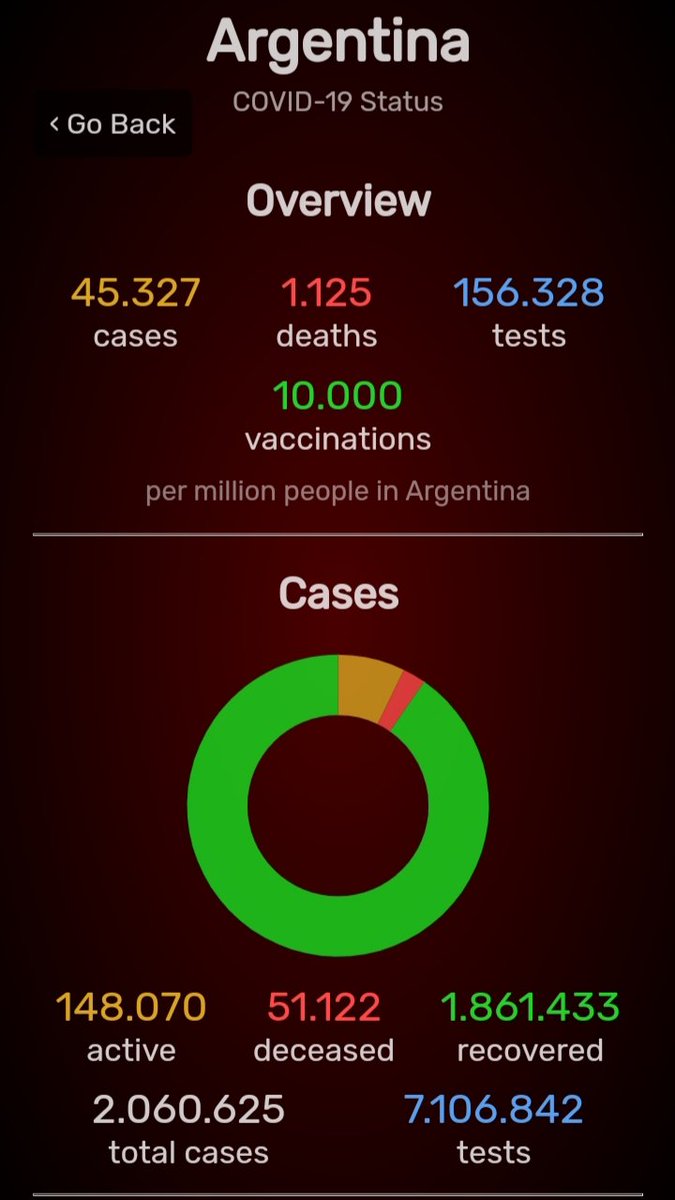 Argentina
COVID-19 Status
‹ Go Back
Overview
45.327 1.125 156.328
cases deaths tests
10.000
vaccinations
per million people in Argentina
Cases
148.070 51.122 1.861.433
active deceased recovered
2.060.625 7.106.842
total cases tests